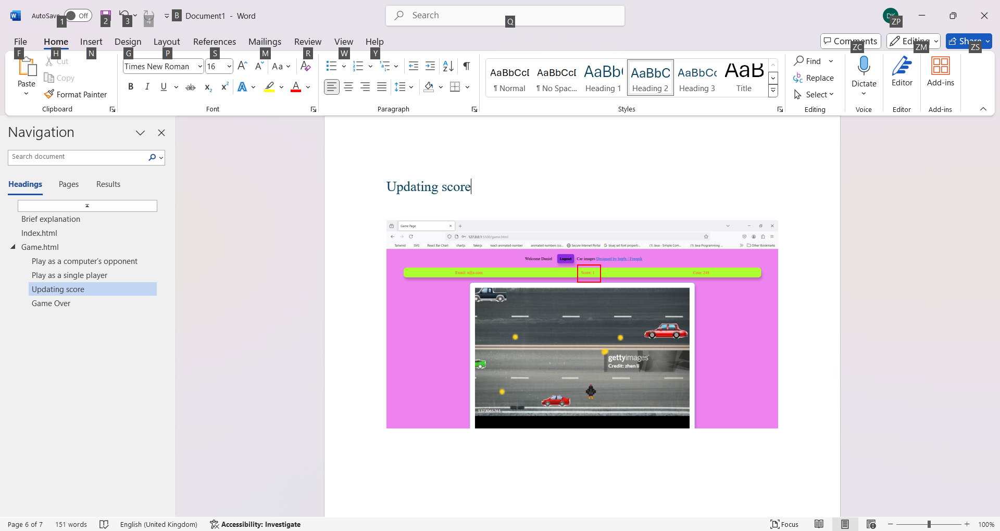 AutoSave Off
1 2 3 4 B Document1 - Word
Search
Q
DK
ZP
File Home Insert Design Layout References Mailings Review View Help
Comments Editing Share
F H N G P S M R W Y ZC ZM ZS
Paste
Cut
Copy
Format Painter
Clipboard
Times New Roman 16
Font
Paragraph
AaBbCcD AaBbCcD AaBb( AaBbC AaBbCc AaB
¶ Normal ¶ No Spac... Heading 1 Heading 2 Heading 3 Title
Styles
Find
Replace
Select
Editing
Dictate
Voice
Editor
Editor
Add-ins
Add-ins
Navigation
Search document
Headings Pages Results
Brief explanation
Index.html
Game.html
Play as a computer’s opponent
Play as a single player
Updating score
Game Over
Updating score
Game Page
127.0.0.1:5500/game.html
Tailwind SVG React Bar Chart chartjs fakerjs react-animated-number animated numbers (co... Secure Internet Portal bluej set font properti... (1) Java - Simple Com... (1) Java Programming ... Other Bookmarks
Welcome Daniel Logout Car images Designed by brgfx / Freepik
Email: a@a.com Score: 1 Coin: 248
gettyimages
Credit: zhen li
1373065761
Page 6 of 7 151 words English (United Kingdom) Accessibility: Investigate Focus 100%